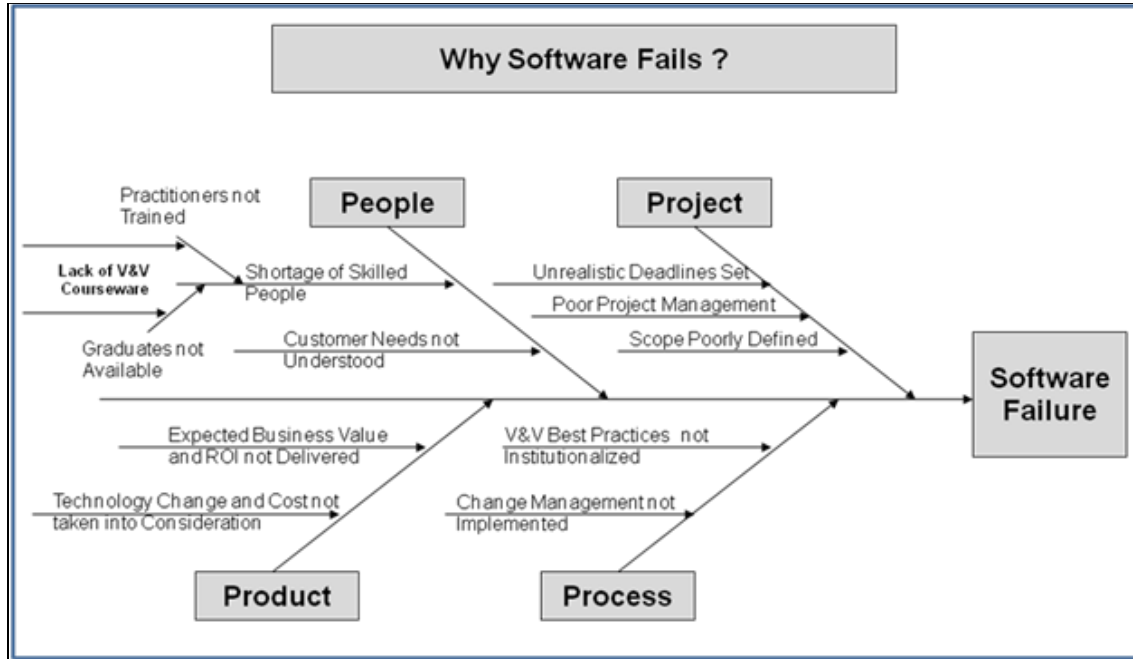 Why Software Fails ?
Practitioners not
Trained
People
Project
Lack of V&V
Courseware
Shortage of Skilled
People
Unrealistic Deadlines Set
Poor Project Management
Graduates not
Available
Customer Needs not
Understood
Scope Poorly Defined
Software
Failure
Expected Business Value
and ROI not Delivered
V&V Best Practices not
Institutionalized
Technology Change and Cost not
taken into Consideration
Change Management not
Implemented
Product
Process